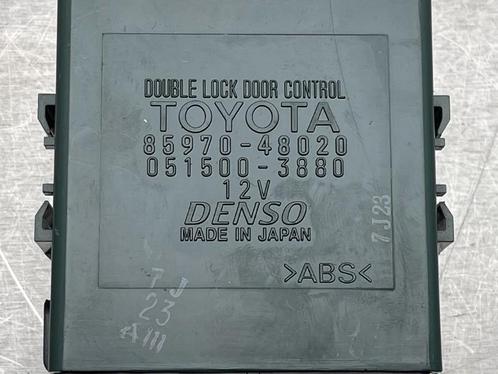 DOUBLE LOCK DOOR CONTROL
TOYOTA
85970-48020
051500-3880
12V
DENSO
MADE IN JAPAN
>ABS<
7J23
7J
23